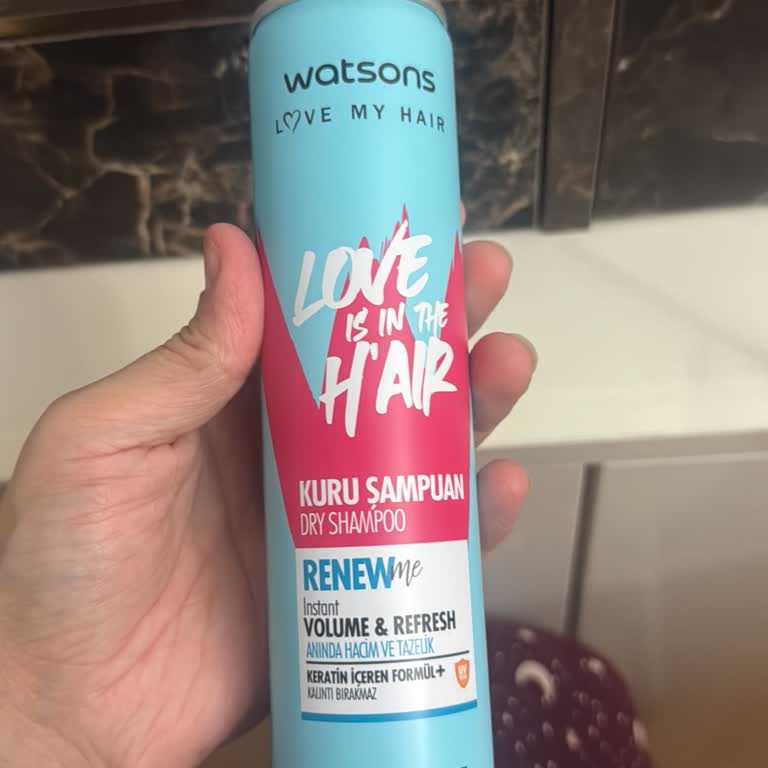 watsons
LOVE MY HAIR
LOVE
IS IN THE
H'AIR
KURU ŞAMPUAN
DRY SHAMPOO
RENEWme
Instant
VOLUME & REFRESH
ANINDA HACİM VE TAZELİK
KERATİN İÇEREN FORMÜL+
KALINTI BIRAKMAZ